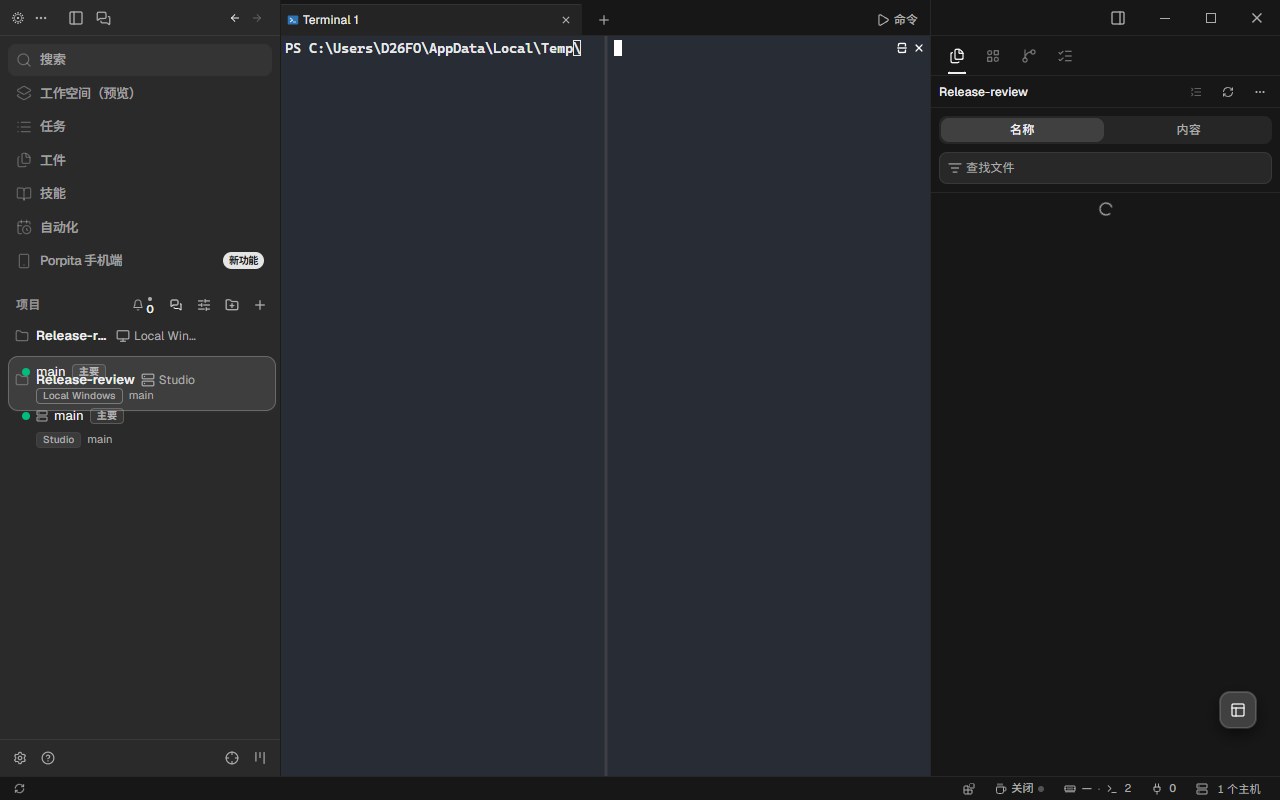 Terminal 1
命令
搜索
PS C:\Users\D26FO\AppData\Local\Temp\
工作空间（预览）
任务
工件
技能
自动化
Porpita 手机端
新功能
项目
0
Release-r...
Local Win...
main
主要
Release-review
Studio
Local Windows
main
main
主要
Studio
main
Release-review
名称
内容
查找文件
关闭
— · 2
0
1 个主机